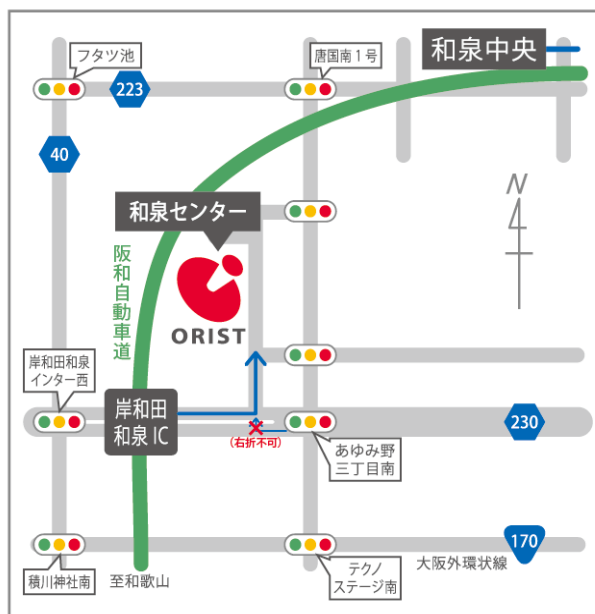 フタツ池
唐国南1号
和泉中央
223
40
N
和泉センター
阪和自動車道
ORIST
岸和田和泉
インター西
岸和田
和泉IC
(右折不可)
あゆみ野
三丁目南
230
170
積川神社南
至和歌山
テクノ
ステージ南
大阪外環状線